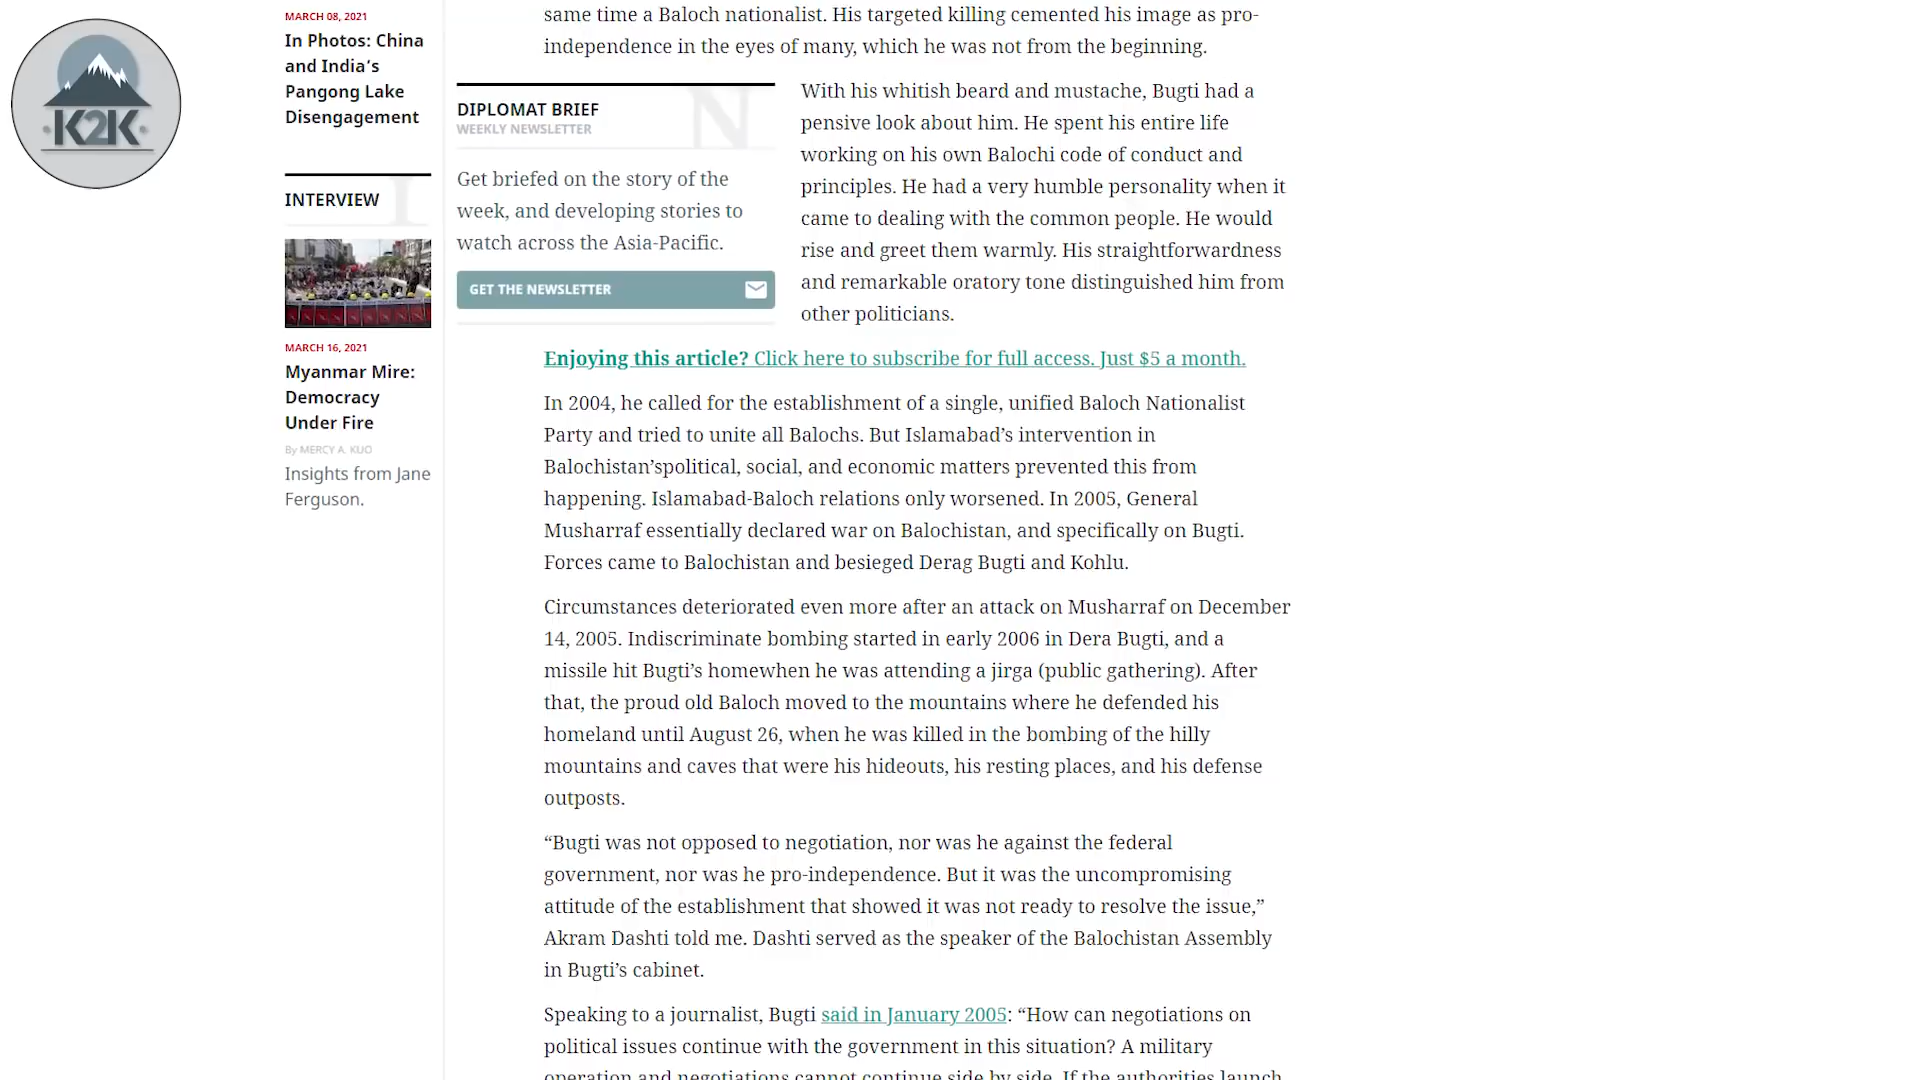 K2K
MARCH 08, 2021
In Photos: China
and India's
Pangong Lake
Disengagement
INTERVIEW
I
MARCH 16, 2021
Myanmar Mire:
Democracy
Under Fire
By MERCY A. KUO
Insights from Jane
Ferguson.
same time a Baloch nationalist. His targeted killing cemented his image as pro-
independence in the eyes of many, which he was not from the beginning.
DIPLOMAT BRIEF
WEEKLY NEWSLETTER
N
Get briefed on the story of the
week, and developing stories to
watch across the Asia-Pacific.
GET THE NEWSLETTER
With his whitish beard and mustache, Bugti had a
pensive look about him. He spent his entire life
working on his own Balochi code of conduct and
principles. He had a very humble personality when it
came to dealing with the common people. He would
rise and greet them warmly. His straightforwardness
and remarkable oratory tone distinguished him from
other politicians.
Enjoying this article? Click here to subscribe for full access. Just $5 a month.
In 2004, he called for the establishment of a single, unified Baloch Nationalist
Party and tried to unite all Balochs. But Islamabad's intervention in
Balochistan'spolitical, social, and economic matters prevented this from
happening. Islamabad-Baloch relations only worsened. In 2005, General
Musharraf essentially declared war on Balochistan, and specifically on Bugti.
Forces came to Balochistan and besieged Derag Bugti and Kohlu.
Circumstances deteriorated even more after an attack on Musharraf on December
14, 2005. Indiscriminate bombing started in early 2006 in Dera Bugti, and a
missile hit Bugti's homewhen he was attending a jirga (public gathering). After
that, the proud old Baloch moved to the mountains where he defended his
homeland until August 26, when he was killed in the bombing of the hilly
mountains and caves that were his hideouts, his resting places, and his defense
outposts.
“Bugti was not opposed to negotiation, nor was he against the federal
government, nor was he pro-independence. But it was the uncompromising
attitude of the establishment that showed it was not ready to resolve the issue,”
Akram Dashti told me. Dashti served as the speaker of the Balochistan Assembly
in Bugti's cabinet.
Speaking to a journalist, Bugti said in January 2005: “How can negotiations on
political issues continue with the government in this situation? A military
operation and negotiations cannot continue side by side. If the authorities launch